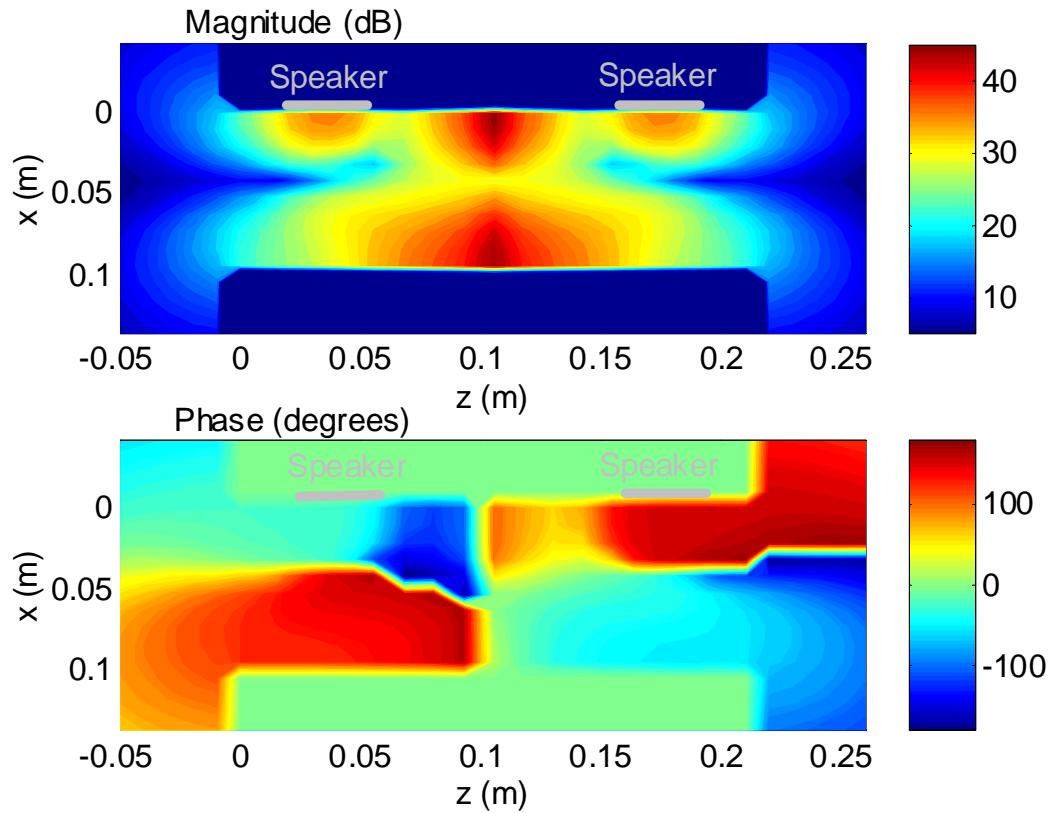 Magnitude (dB)
Speaker Speaker
0
0.05
0.1
x (m)
-0.05 0 0.05 0.1 0.15 0.2 0.25
z (m)
40
30
20
10
Phase (degrees)
Speaker Speaker
0
0.05
0.1
x (m)
-0.05 0 0.05 0.1 0.15 0.2 0.25
z (m)
100
0
-100